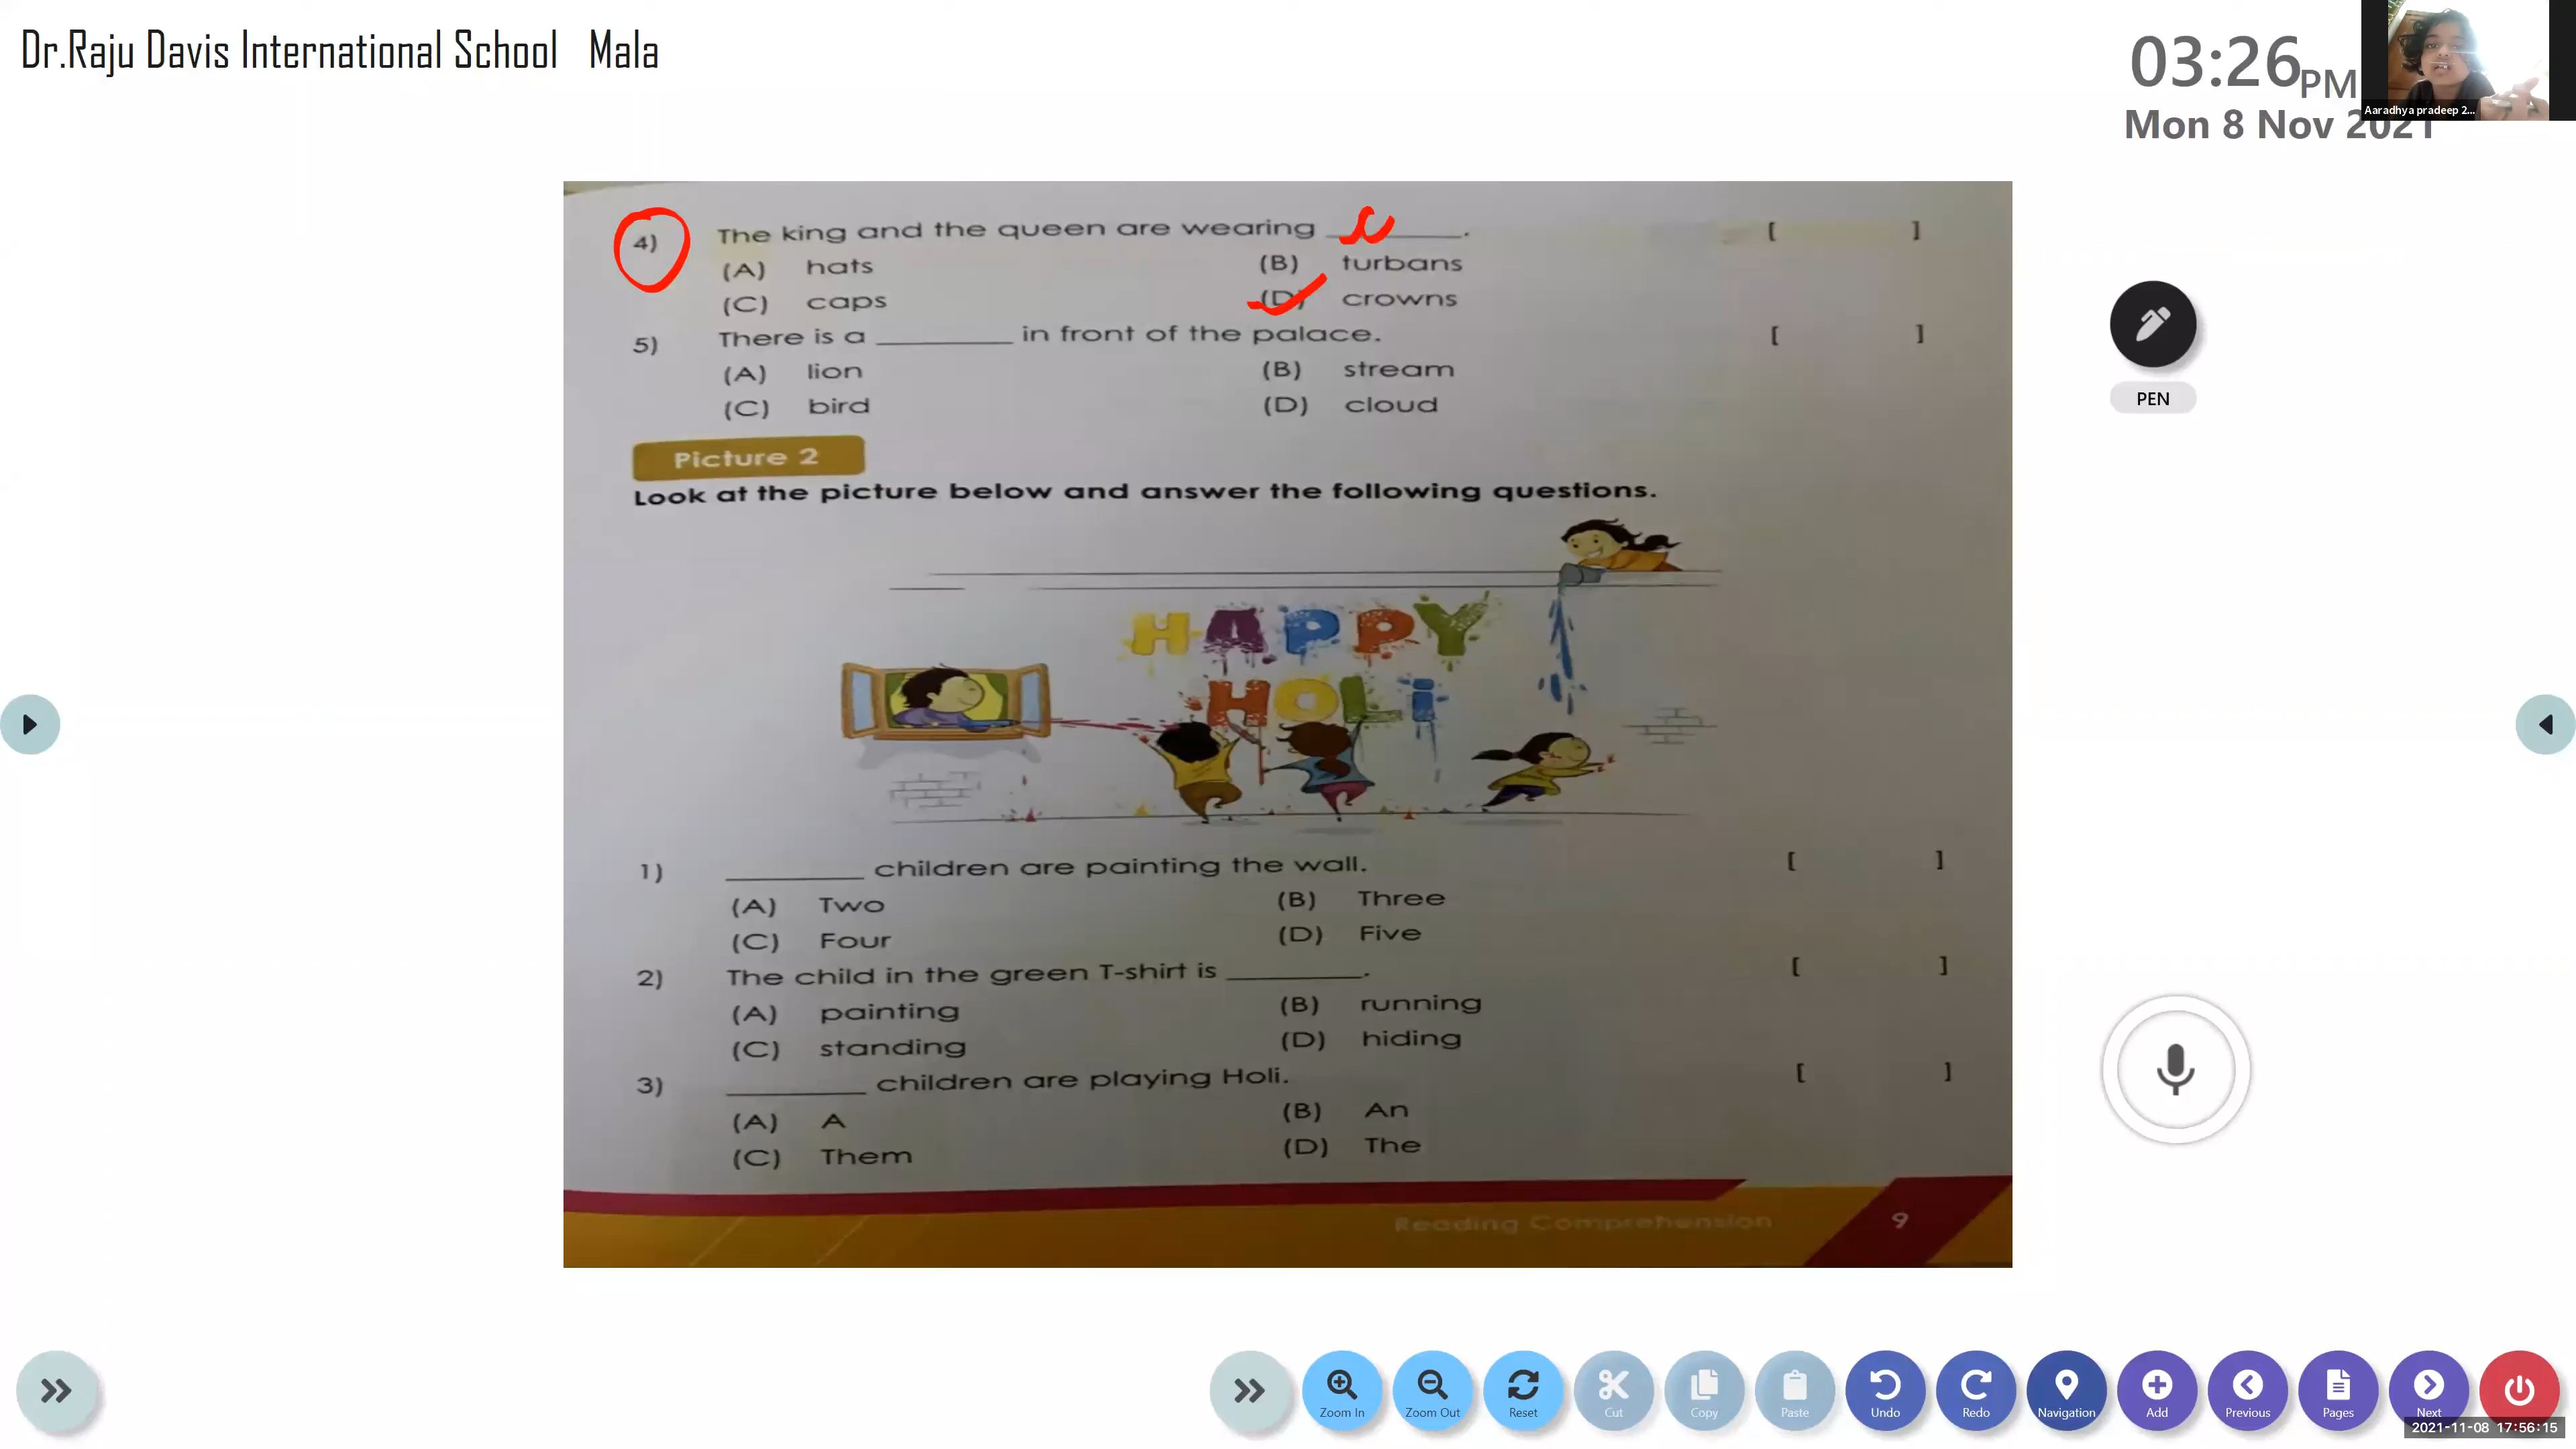 Dr.Raju Davis International School Mala
03:26 PM
Mon 8 Nov 2021
Aaradhya pradeep 2...
4) The king and the queen are wearing ________. [ ]
(A) hats (B) turbans
(C) caps (D) crowns
5) There is a ________ in front of the palace. [ ]
(A) lion (B) stream
(C) bird (D) cloud
PEN
Picture 2
Look at the picture below and answer the following questions.
HAPPY
HOLi
1) ________ children are painting the wall. [ ]
(A) Two (B) Three
(C) Four (D) Five
2) The child in the green T-shirt is ________. [ ]
(A) painting (B) running
(C) standing (D) hiding
3) ________ children are playing Holi. [ ]
(A) A (B) An
(C) Them (D) The
Reading Comprehension 9
Zoom In Zoom Out Reset Cut Copy Paste Undo Redo Navigation Add Previous Pages Next
2021-11-08 17:56:15